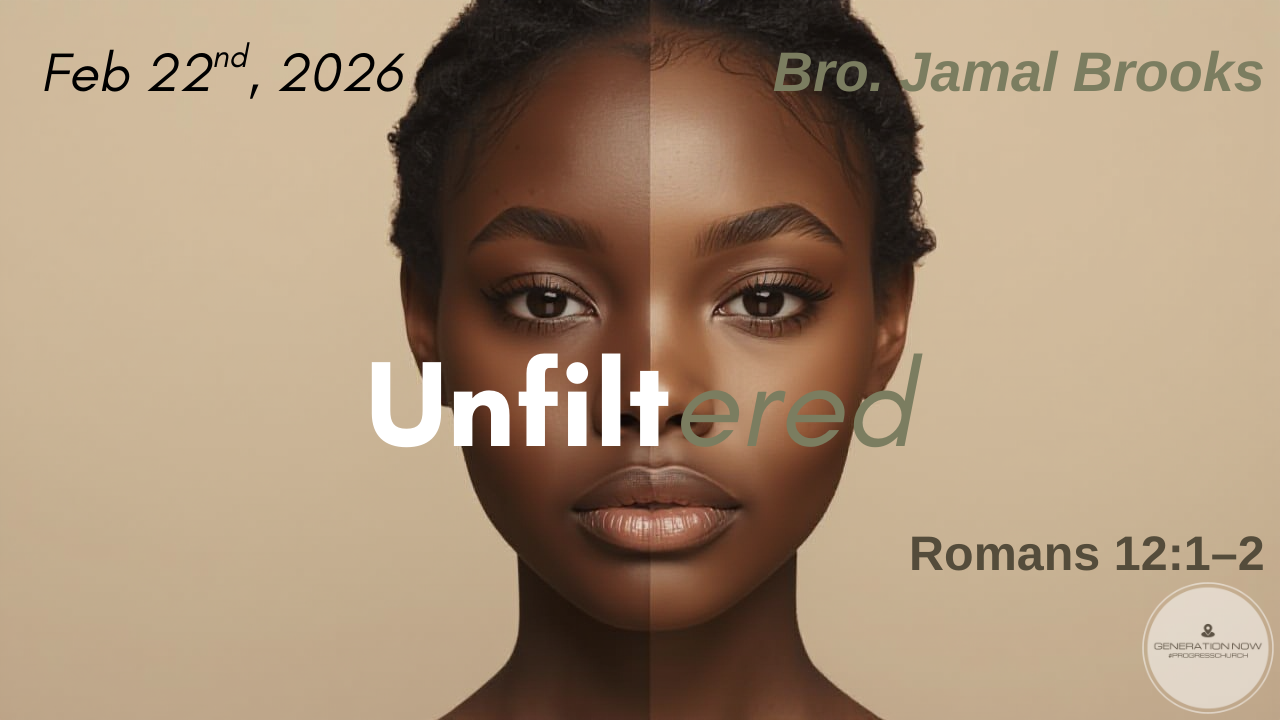 Feb 22nd, 2026
Bro. Jamal Brooks
Unfiltered
Romans 12:1–2
GENERATION NOW
#PROGRESSCHURCH